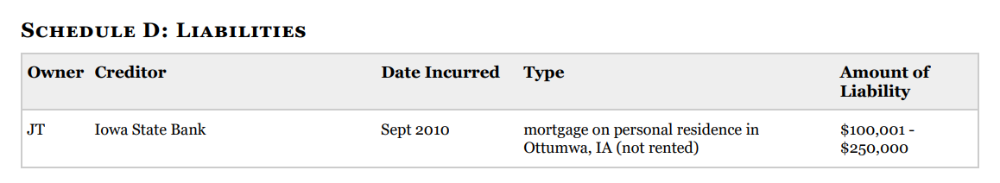 SCHEDULE D: LIABILITIES
Owner Creditor Date Incurred Type Amount of
Liability
JT Iowa State Bank Sept 2010 mortgage on personal residence in $100,001 -
Ottumwa, IA (not rented) $250,000